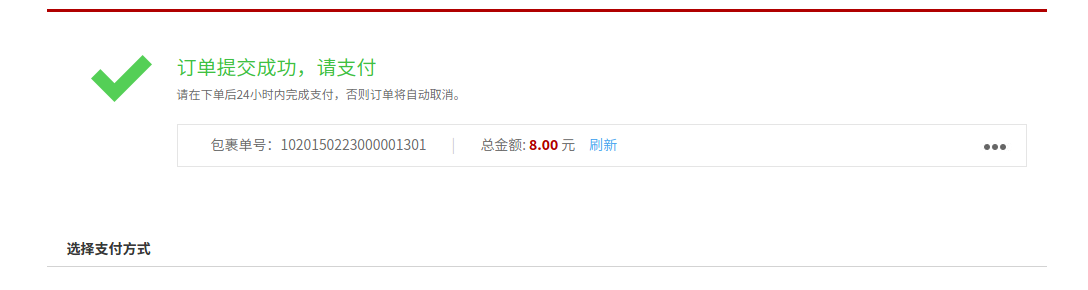 订单提交成功，请支付
请在下单后24小时内完成支付，否则订单将自动取消。
包裹单号：1020150223000001301 | 总金额: 8.00 元 刷新
选择支付方式